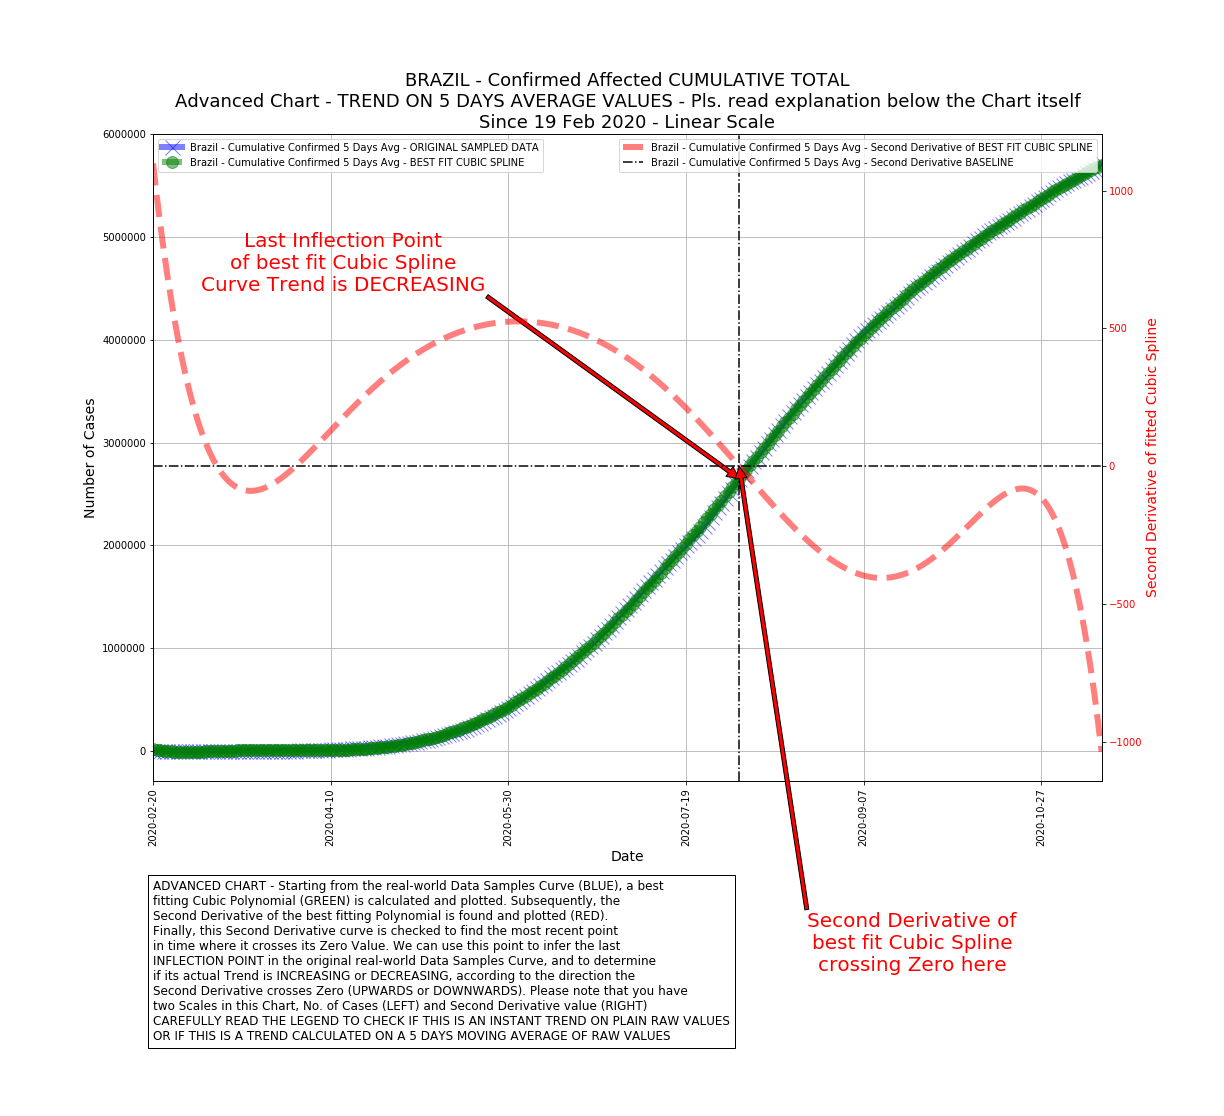 BRAZIL - Confirmed Affected CUMULATIVE TOTAL
Advanced Chart - TREND ON 5 DAYS AVERAGE VALUES - Pls. read explanation below the Chart itself
Since 19 Feb 2020 - Linear Scale
Brazil - Cumulative Confirmed 5 Days Avg - ORIGINAL SAMPLED DATA
Brazil - Cumulative Confirmed 5 Days Avg - BEST FIT CUBIC SPLINE
Brazil - Cumulative Confirmed 5 Days Avg - Second Derivative of BEST FIT CUBIC SPLINE
Brazil - Cumulative Confirmed 5 Days Avg - Second Derivative BASELINE
Number of Cases
6000000
5000000
4000000
3000000
2000000
1000000
0
Last Inflection Point
of best fit Cubic Spline
Curve Trend is DECREASING
1000
500
0
−500
−1000
Second Derivative of fitted Cubic Spline
2020-02-20
2020-04-10
2020-05-30
2020-07-19
2020-09-07
2020-10-27
Date
ADVANCED CHART - Starting from the real-world Data Samples Curve (BLUE), a best
fitting Cubic Polynomial (GREEN) is calculated and plotted. Subsequently, the
Second Derivative of the best fitting Polynomial is found and plotted (RED).
Finally, this Second Derivative curve is checked to find the most recent point
in time where it crosses its Zero Value. We can use this point to infer the last
INFLECTION POINT in the original real-world Data Samples Curve, and to determine
if its actual Trend is INCREASING or DECREASING, according to the direction the
Second Derivative crosses Zero (UPWARDS or DOWNWARDS). Please note that you have
two Scales in this Chart, No. of Cases (LEFT) and Second Derivative value (RIGHT)
CAREFULLY READ THE LEGEND TO CHECK IF THIS IS AN INSTANT TREND ON PLAIN RAW VALUES
OR IF THIS IS A TREND CALCULATED ON A 5 DAYS MOVING AVERAGE OF RAW VALUES
Second Derivative of
best fit Cubic Spline
crossing Zero here